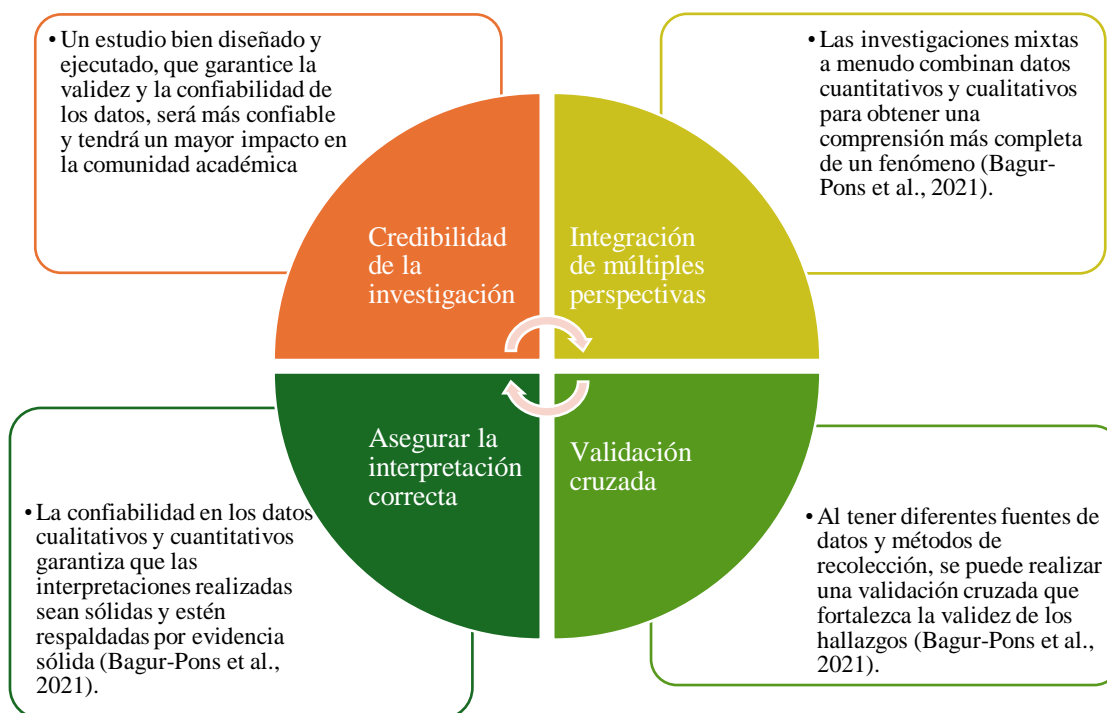 • Un estudio bien diseñado y
ejecutado, que garantice la
validez y la confiabilidad de
los datos, será más confiable
y tendrá un mayor impacto en
la comunidad académica
• Las investigaciones mixtas
a menudo combinan datos
cuantitativos y cualitativos
para obtener una
comprensión más completa
de un fenómeno (Bagur-
Pons et al., 2021).
Credibilidad
de la
investigación
Integración
de múltiples
perspectivas
Asegurar la
interpretación
correcta
Validación
cruzada
• La confiabilidad en los datos
cualitativos y cuantitativos
garantiza que las
interpretaciones realizadas
sean sólidas y estén
respaldadas por evidencia
sólida (Bagur-Pons et al.,
2021).
• Al tener diferentes fuentes de
datos y métodos de
recolección, se puede realizar
una validación cruzada que
fortalezca la validez de los
hallazgos (Bagur-Pons et al.,
2021).